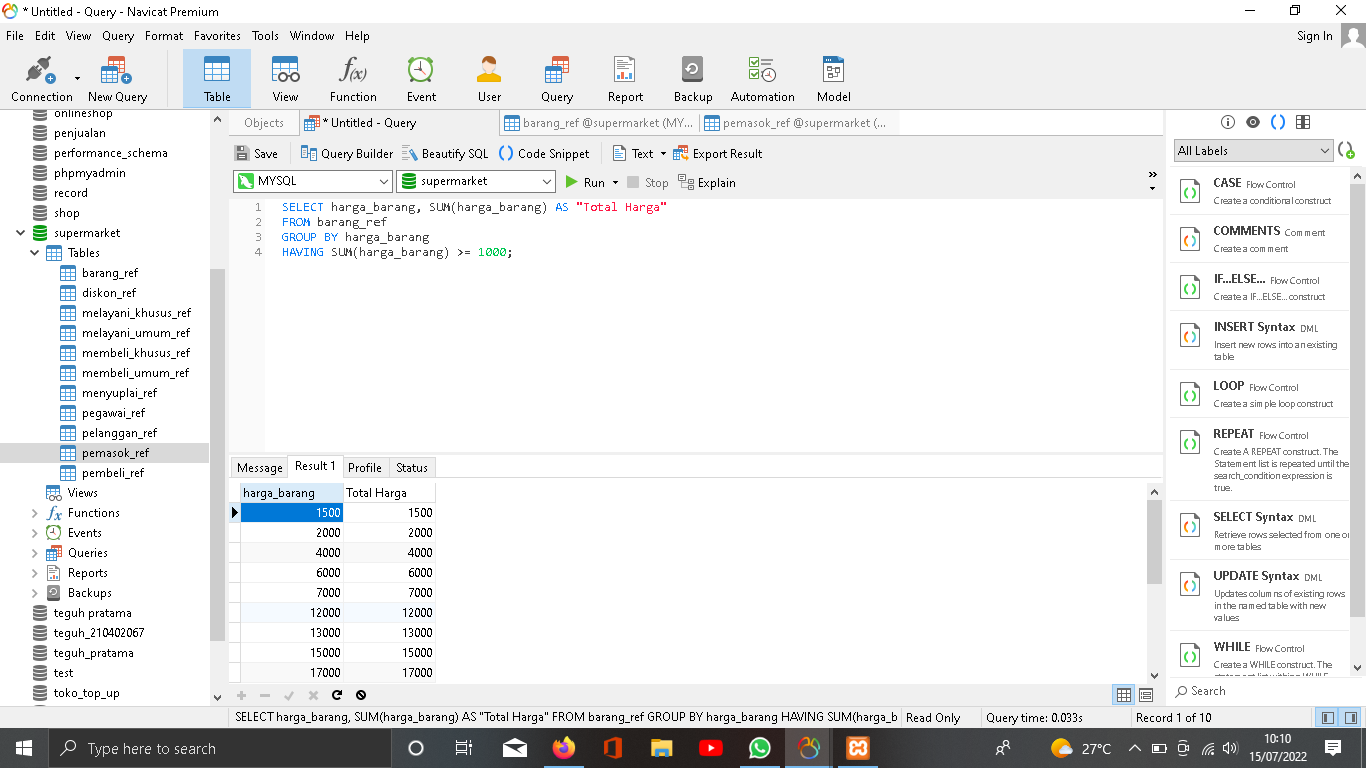 * Untitled - Query - Navicat Premium
File Edit View Query Format Favorites Tools Window Help
Sign In
Connection New Query Table View Function Event User Query Report Backup Automation Model
onlineshop
penjualan
performance_schema
phpmyadmin
record
shop
supermarket
Tables
barang_ref
diskon_ref
melayani_khusus_ref
melayani_umum_ref
membeli_khusus_ref
membeli_umum_ref
menyuplai_ref
pegawai_ref
pelanggan_ref
pemasok_ref
pembeli_ref
Views
Functions
Events
Queries
Reports
Backups
teguh pratama
teguh_210402067
teguh_pratama
test
toko_top_up
Objects * Untitled - Query barang_ref @supermarket (MY... pemasok_ref @supermarket (...
Save Query Builder Beautify SQL Code Snippet Text Export Result
MYSQL supermarket Run Stop Explain
1 SELECT harga_barang, SUM(harga_barang) AS "Total Harga"
2 FROM barang_ref
3 GROUP BY harga_barang
4 HAVING SUM(harga_barang) >= 1000;
Message Result 1 Profile Status
harga_barang Total Harga
1500 1500
2000 2000
4000 4000
6000 6000
7000 7000
12000 12000
13000 13000
15000 15000
17000 17000
All Labels
CASE Flow Control
Create a conditional construct
COMMENTS Comment
Create a comment
IF...ELSE... Flow Control
Create a IF...ELSE... construct
INSERT Syntax DML
Insert new rows into an existing
table
LOOP Flow Control
Create a simple loop construct
REPEAT Flow Control
Create A REPEAT construct. The
Statement list is repeated until the
search_condition expression is
true.
SELECT Syntax DML
Retrieve rows selected from one or
more tables
UPDATE Syntax DML
Updates columns of existing rows
in the named table with new
values
WHILE Flow Control
Create a WHILE construct. The
Search
SELECT harga_barang, SUM(harga_barang) AS "Total Harga" FROM barang_ref GROUP BY harga_barang HAVING SUM(harga_b Read Only Query time: 0.033s Record 1 of 10
Type here to search
27°C
10:10
15/07/2022